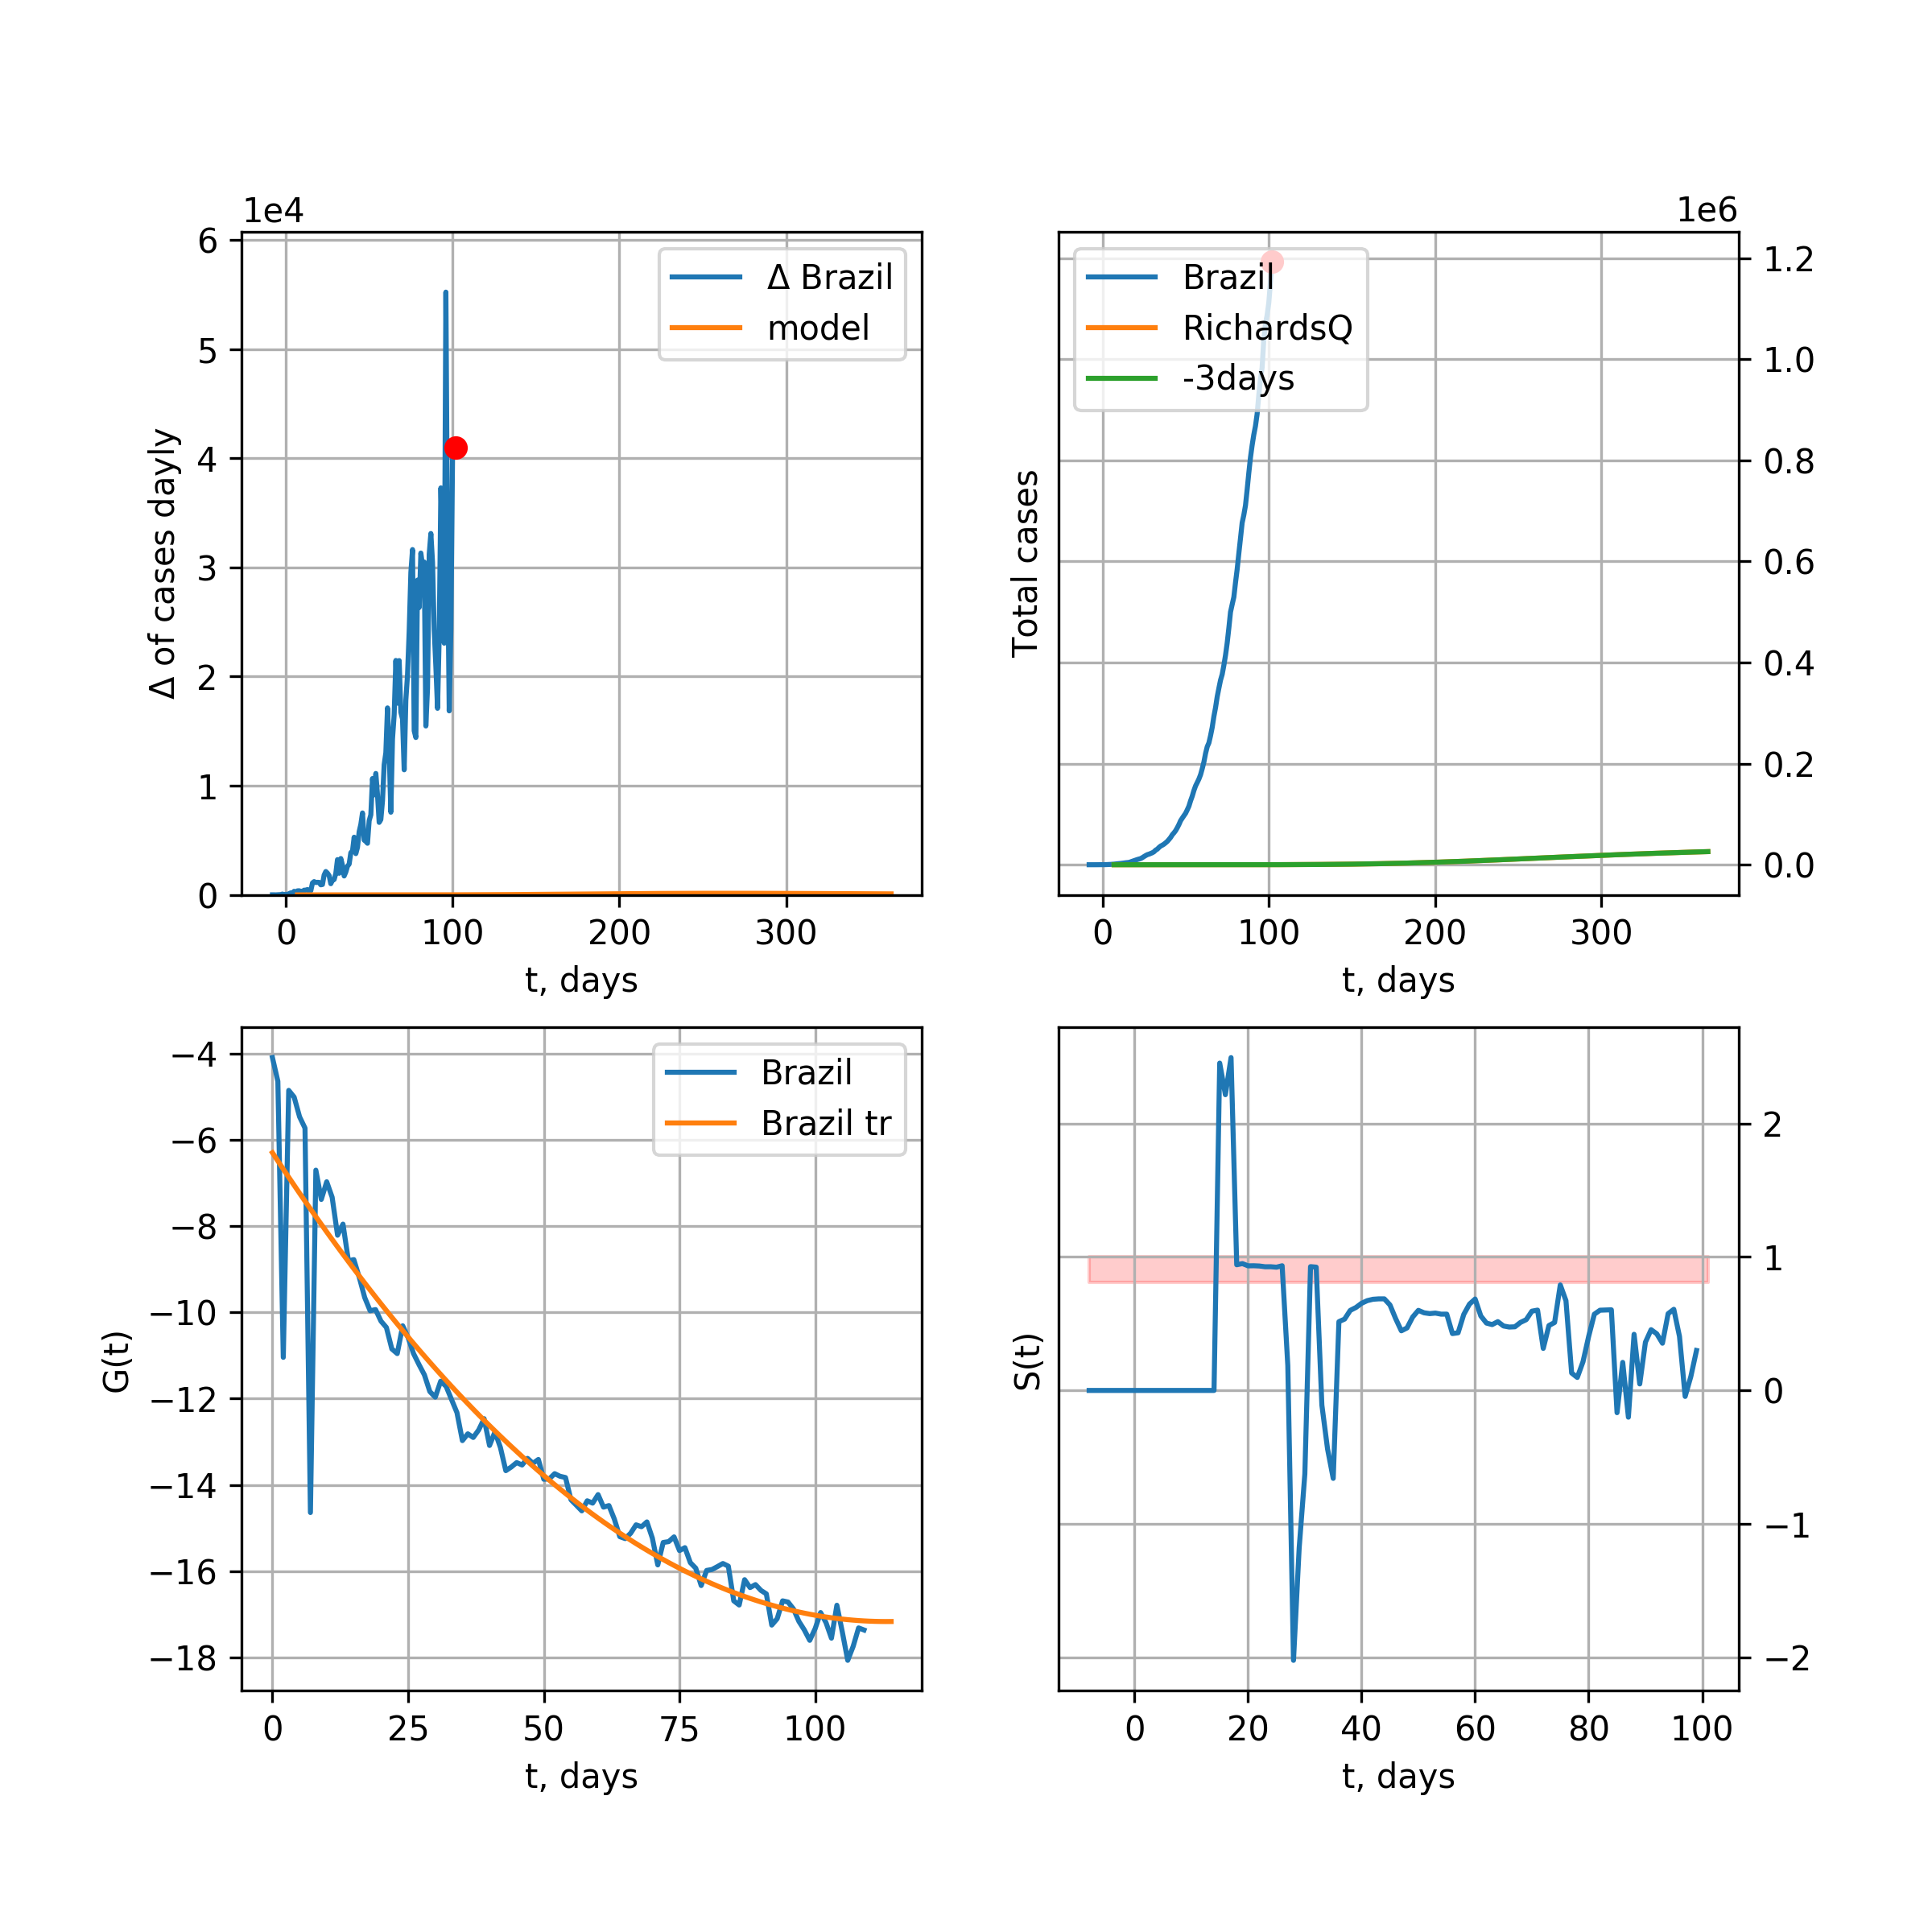 1e4
6
5
4
3
2
1
0
Δ of cases dayly
Δ Brazil
model
0 100 200 300
t, days
1e6
1.2
1.0
0.8
0.6
0.4
0.2
0.0
Total cases
Brazil
RichardsQ
-3days
0 100 200 300
t, days
−4
−6
−8
−10
−12
−14
−16
−18
G(t)
Brazil
Brazil tr
0 25 50 75 100
t, days
2
1
0
−1
−2
S(t)
0 20 40 60 80 100
t, days